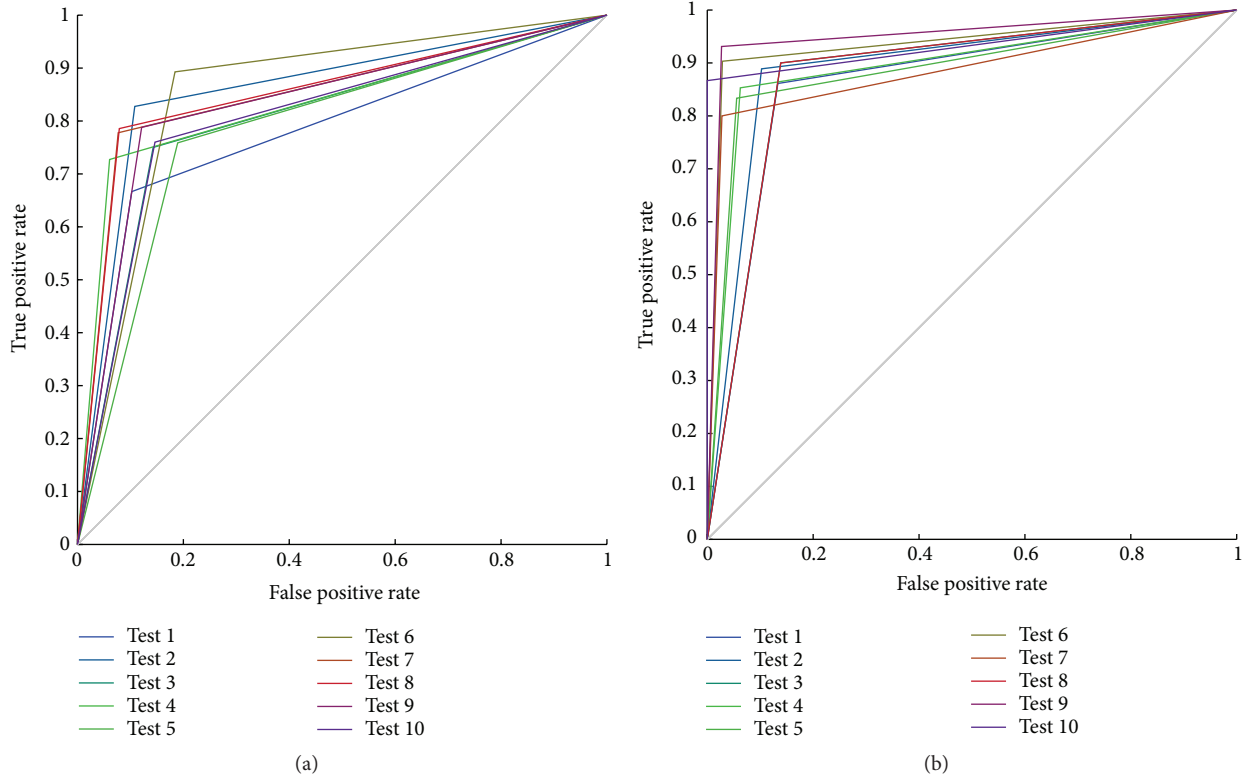 1
0.9
0.8
0.7
0.6
0.5
0.4
0.3
0.2
0.1
0
True positive rate
0 0.2 0.4 0.6 0.8 1
False positive rate
Test 1
Test 2
Test 3
Test 4
Test 5
Test 6
Test 7
Test 8
Test 9
Test 10
(a)
1
0.9
0.8
0.7
0.6
0.5
0.4
0.3
0.2
0.1
0
True positive rate
0 0.2 0.4 0.6 0.8 1
False positive rate
Test 1
Test 2
Test 3
Test 4
Test 5
Test 6
Test 7
Test 8
Test 9
Test 10
(b)